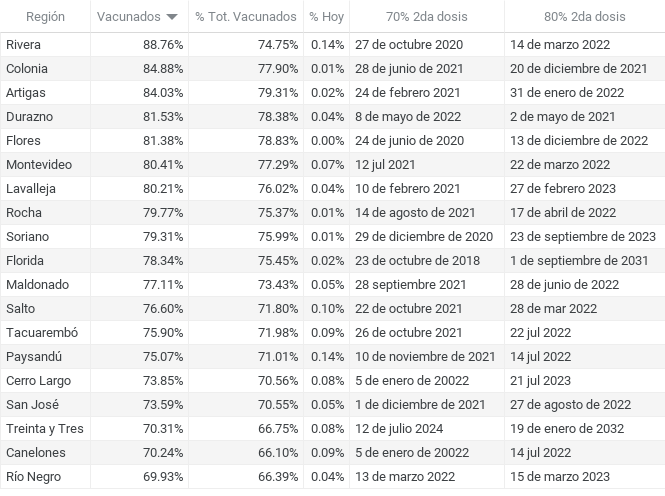 Región Vacunados % Tot. Vacunados % Hoy 70% 2da dosis 80% 2da dosis
Rivera 88.76% 74.75% 0.14% 27 de octubre 2020 14 de marzo 2022
Colonia 84.88% 77.90% 0.01% 28 de junio de 2021 20 de diciembre de 2021
Artigas 84.03% 79.31% 0.02% 24 de febrero 2021 31 de enero de 2022
Durazno 81.53% 78.38% 0.04% 8 de mayo de 2022 2 de mayo de 2021
Flores 81.38% 78.83% 0.00% 24 de junio de 2020 13 de diciembre de 2022
Montevideo 80.41% 77.29% 0.07% 12 jul 2021 22 de marzo 2022
Lavalleja 80.21% 76.02% 0.04% 10 de febrero 2021 27 de febrero 2023
Rocha 79.77% 75.37% 0.01% 14 de agosto de 2021 17 de abril de 2022
Soriano 79.31% 75.99% 0.01% 29 de diciembre de 2020 23 de septiembre de 2023
Florida 78.34% 75.45% 0.02% 23 de octubre de 2018 1 de septiembre de 2031
Maldonado 77.11% 73.43% 0.05% 28 septiembre 2021 28 de junio de 2022
Salto 76.60% 71.80% 0.10% 22 de octubre 2021 28 de mar 2022
Tacuarembó 75.90% 71.98% 0.09% 26 de octubre 2021 22 jul 2022
Paysandú 75.07% 71.01% 0.14% 10 de noviembre de 2021 14 jul 2022
Cerro Largo 73.85% 70.56% 0.08% 5 de enero de 20022 21 jul 2023
San José 73.59% 70.55% 0.05% 1 de diciembre de 2021 27 de agosto de 2022
Treinta y Tres 70.31% 66.75% 0.08% 12 de julio 2024 19 de enero de 2032
Canelones 70.24% 66.10% 0.09% 5 de enero de 20022 14 jul 2022
Río Negro 69.93% 66.39% 0.04% 13 de marzo 2022 15 de marzo 2023